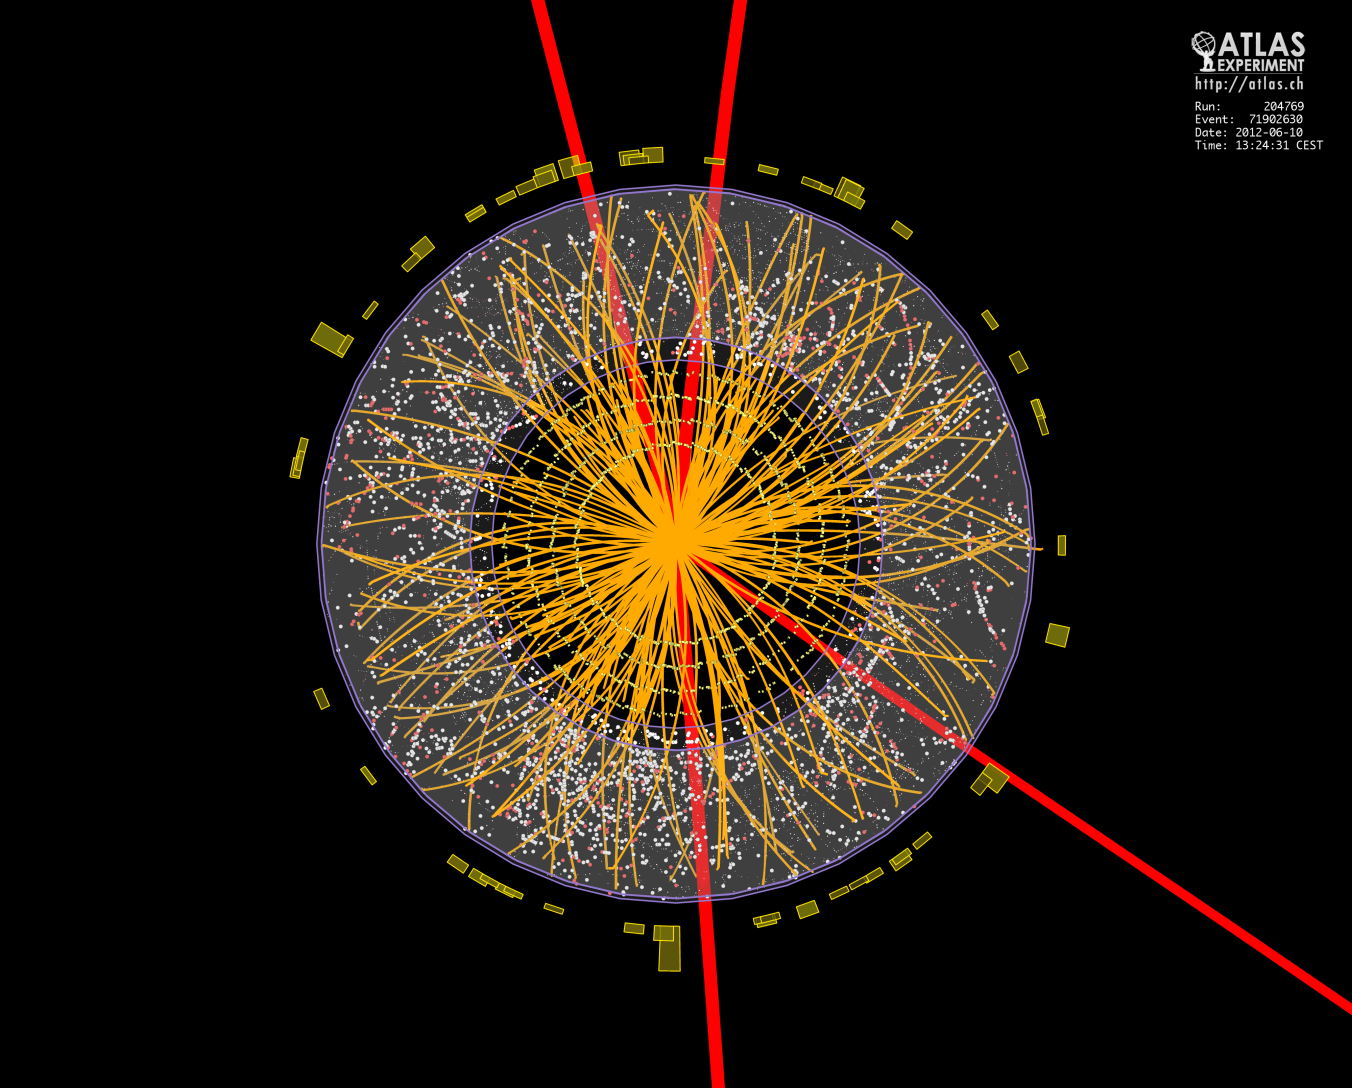 ATLAS
EXPERIMENT
http://atlas.ch
Run: 204769
Event: 71902630
Date: 2012-06-10
Time: 13:24:31 CEST